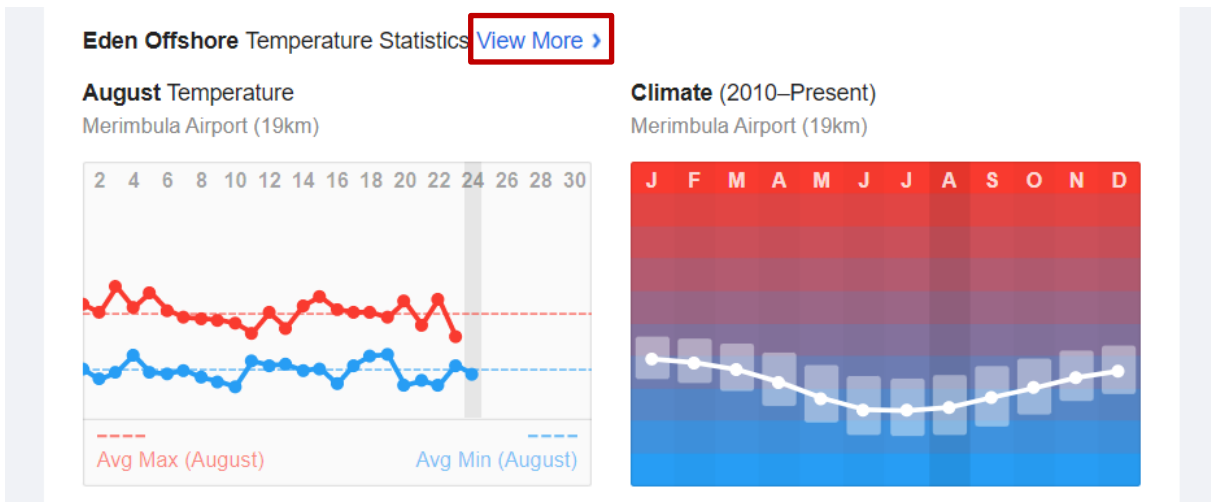 Eden Offshore Temperature Statistics View More ›
August Temperature
Merimbula Airport (19km)
2 4 6 8 10 12 14 16 18 20 22 24 26 28 30
Avg Max (August)
Avg Min (August)
Climate (2010–Present)
Merimbula Airport (19km)
J F M A M J J A S O N D